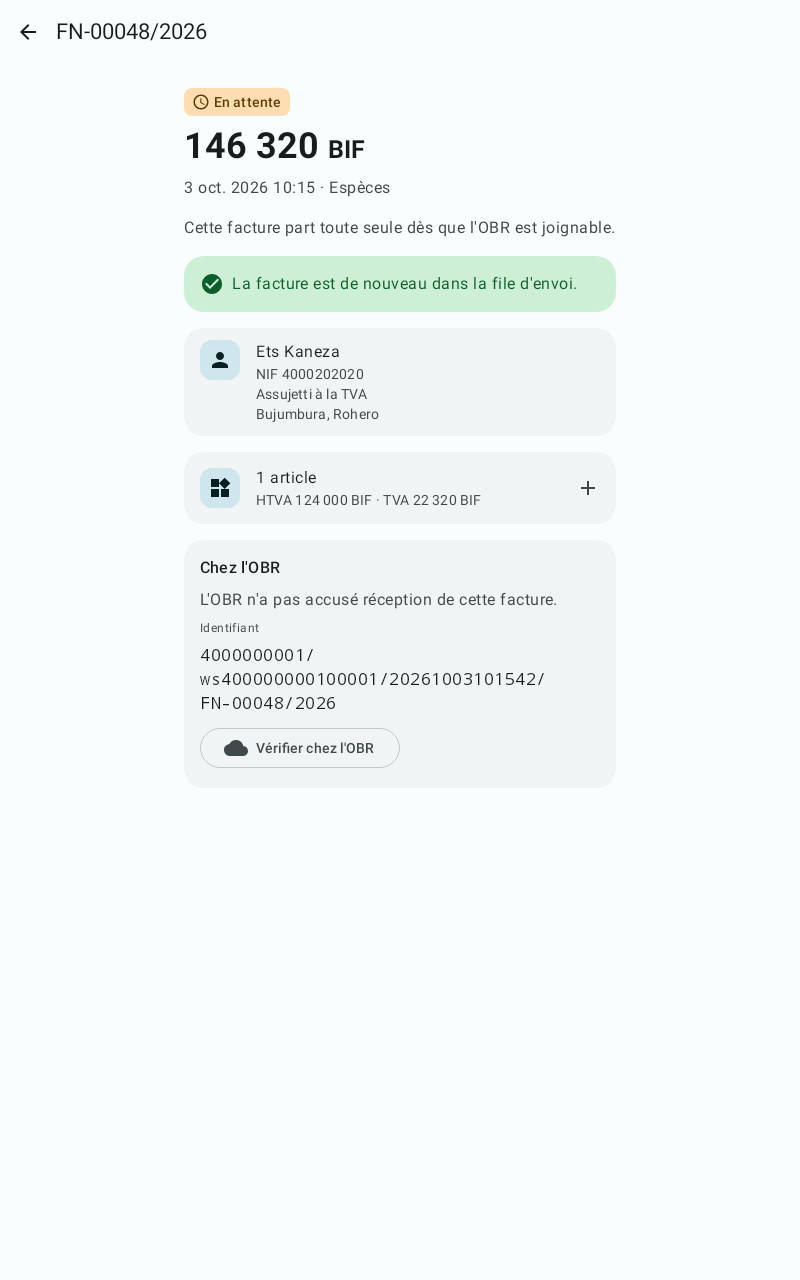 FN-00048/2026
En attente
146 320 BIF
3 oct. 2026 10:15 · Espèces
Cette facture part toute seule dès que l'OBR est joignable.
La facture est de nouveau dans la file d'envoi.
Ets Kaneza
NIF 4000202020
Assujetti à la TVA
Bujumbura, Rohero
1 article
HTVA 124 000 BIF · TVA 22 320 BIF
Chez l'OBR
L'OBR n'a pas accusé réception de cette facture.
Identifiant
4000000001/
ws400000000100001/20261003101542/
FN-00048/2026
Vérifier chez l'OBR